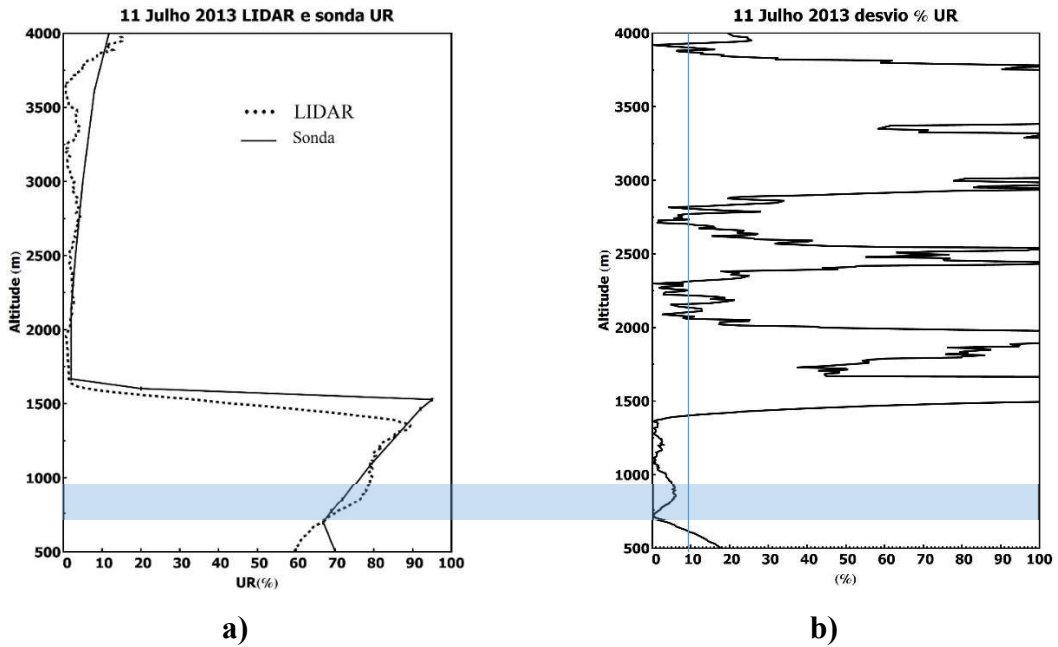 11 Julho 2013 LIDAR e sonda UR
4000
3500
3000
2500
2000
1500
1000
500
Altitude (m)
LIDAR
Sonda
0 10 20 30 40 50 60 70 80 90 100
UR(%)
a)
11 Julho 2013 desvio % UR
4000
3500
3000
2500
2000
1500
1000
500
Altitude (m)
0 10 20 30 40 50 60 70 80 90 100
(%)
b)